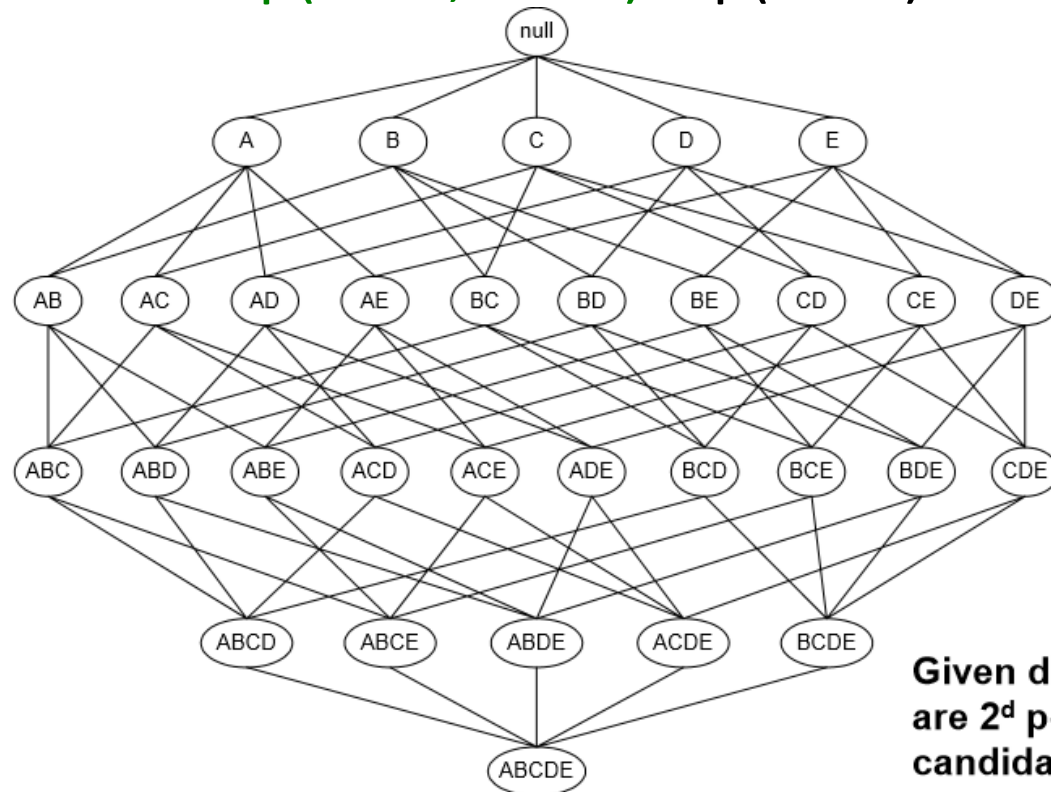 null
A B C D E
AB AC AD AE BC BD BE CD CE DE
ABC ABD ABE ACD ACE ADE BCD BCE BDE CDE
ABCD ABCE ABDE ACDE BCDE
Given
are 2ᵈ
ABCDE